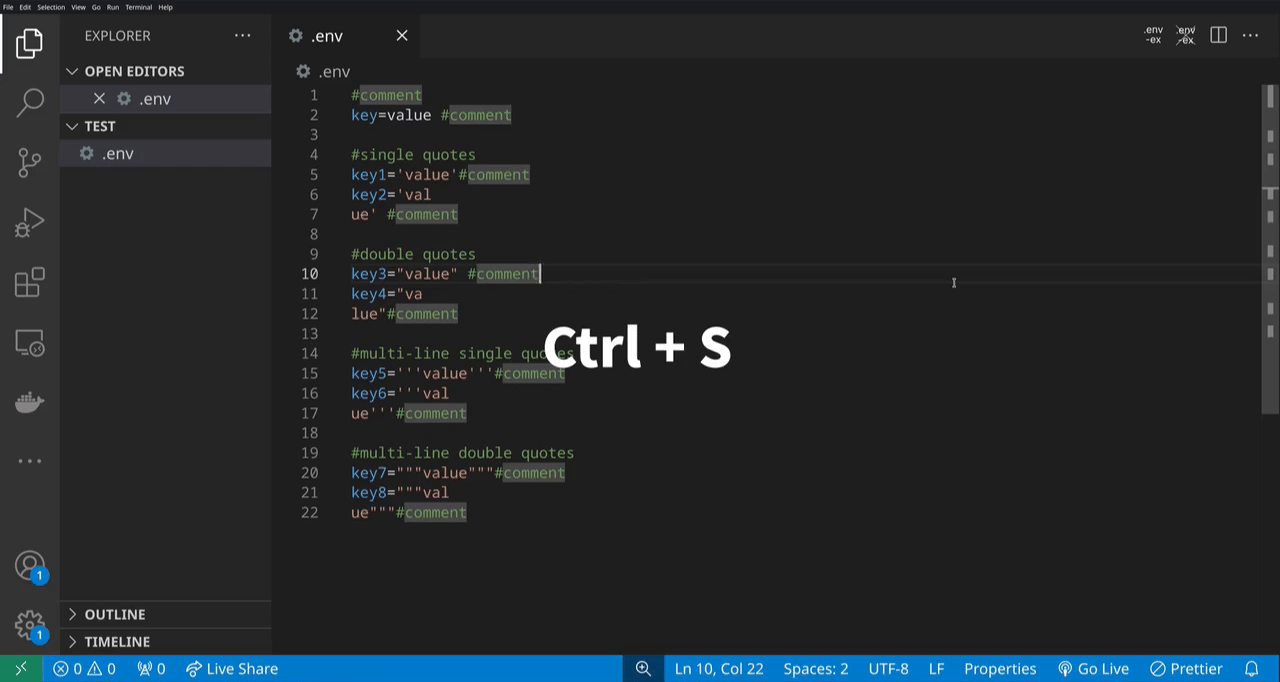 File Edit Selection View Go Run Terminal Help
EXPLORER
.env
.env
-ex
.env
-ex
OPEN EDITORS
.env
TEST
.env
.env
1 #comment
2 key=value #comment
3
4 #single quotes
5 key1='value'#comment
6 key2='val
7 ue' #comment
8
9 #double quotes
10 key3="value" #comment
11 key4="va
12 lue"#comment
13
14 #multi-line single quotes
15 key5='''value'''#comment
16 key6='''val
17 ue'''#comment
18
19 #multi-line double quotes
20 key7="""value"""#comment
21 key8="""val
22 ue"""#comment
Ctrl + S
1
1
OUTLINE
TIMELINE
0 0 0 Live Share Ln 10, Col 22 Spaces: 2 UTF-8 LF Properties Go Live Prettier